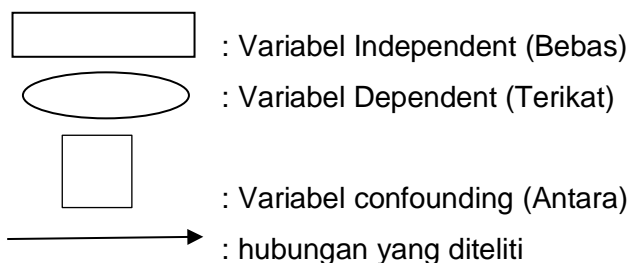 : Variabel Independent (Bebas)
: Variabel Dependent (Terikat)
: Variabel confounding (Antara)
: hubungan yang diteliti